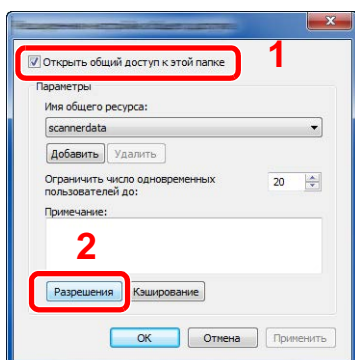 Открыть общий доступ к этой папке
1
Параметры
Имя общего ресурса:
scannerdata
Добавить Удалить
Ограничить число одновременных
пользователей до:
20
Примечание:
2
Разрешения Кэширование
OK Отмена Применить